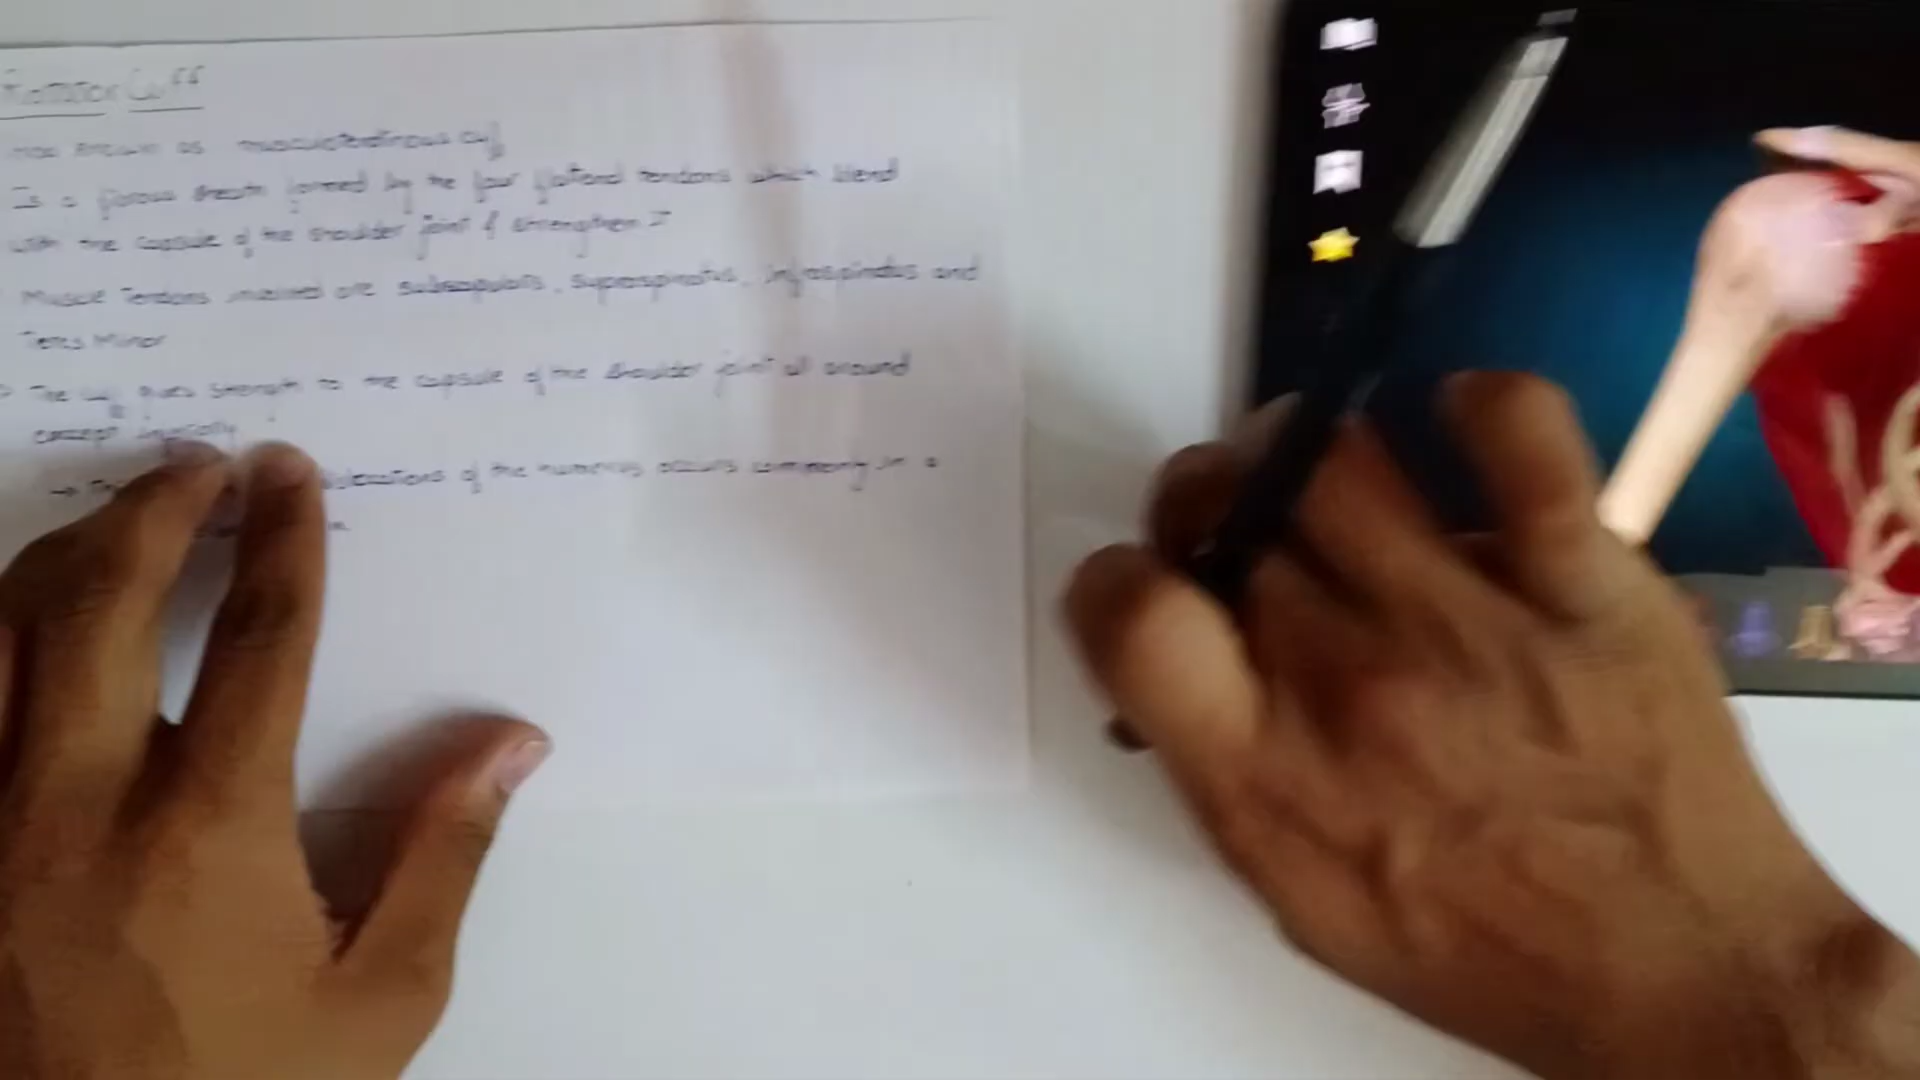 Rotator Cuff
Also known as musculotendinous cuff
Is a fibrous sheath formed by the four flattend tendons which blend
with the capsule of the shoulder joint & strengthen it
Muscle Tendons involved are subscapularis, supraspinatus, Infraspinatus and
Teres Minor
The cuff gives strength to the capsule of the shoulder joint all around
except inferiorly
→ dislocations of the humerus occurs commonly in a